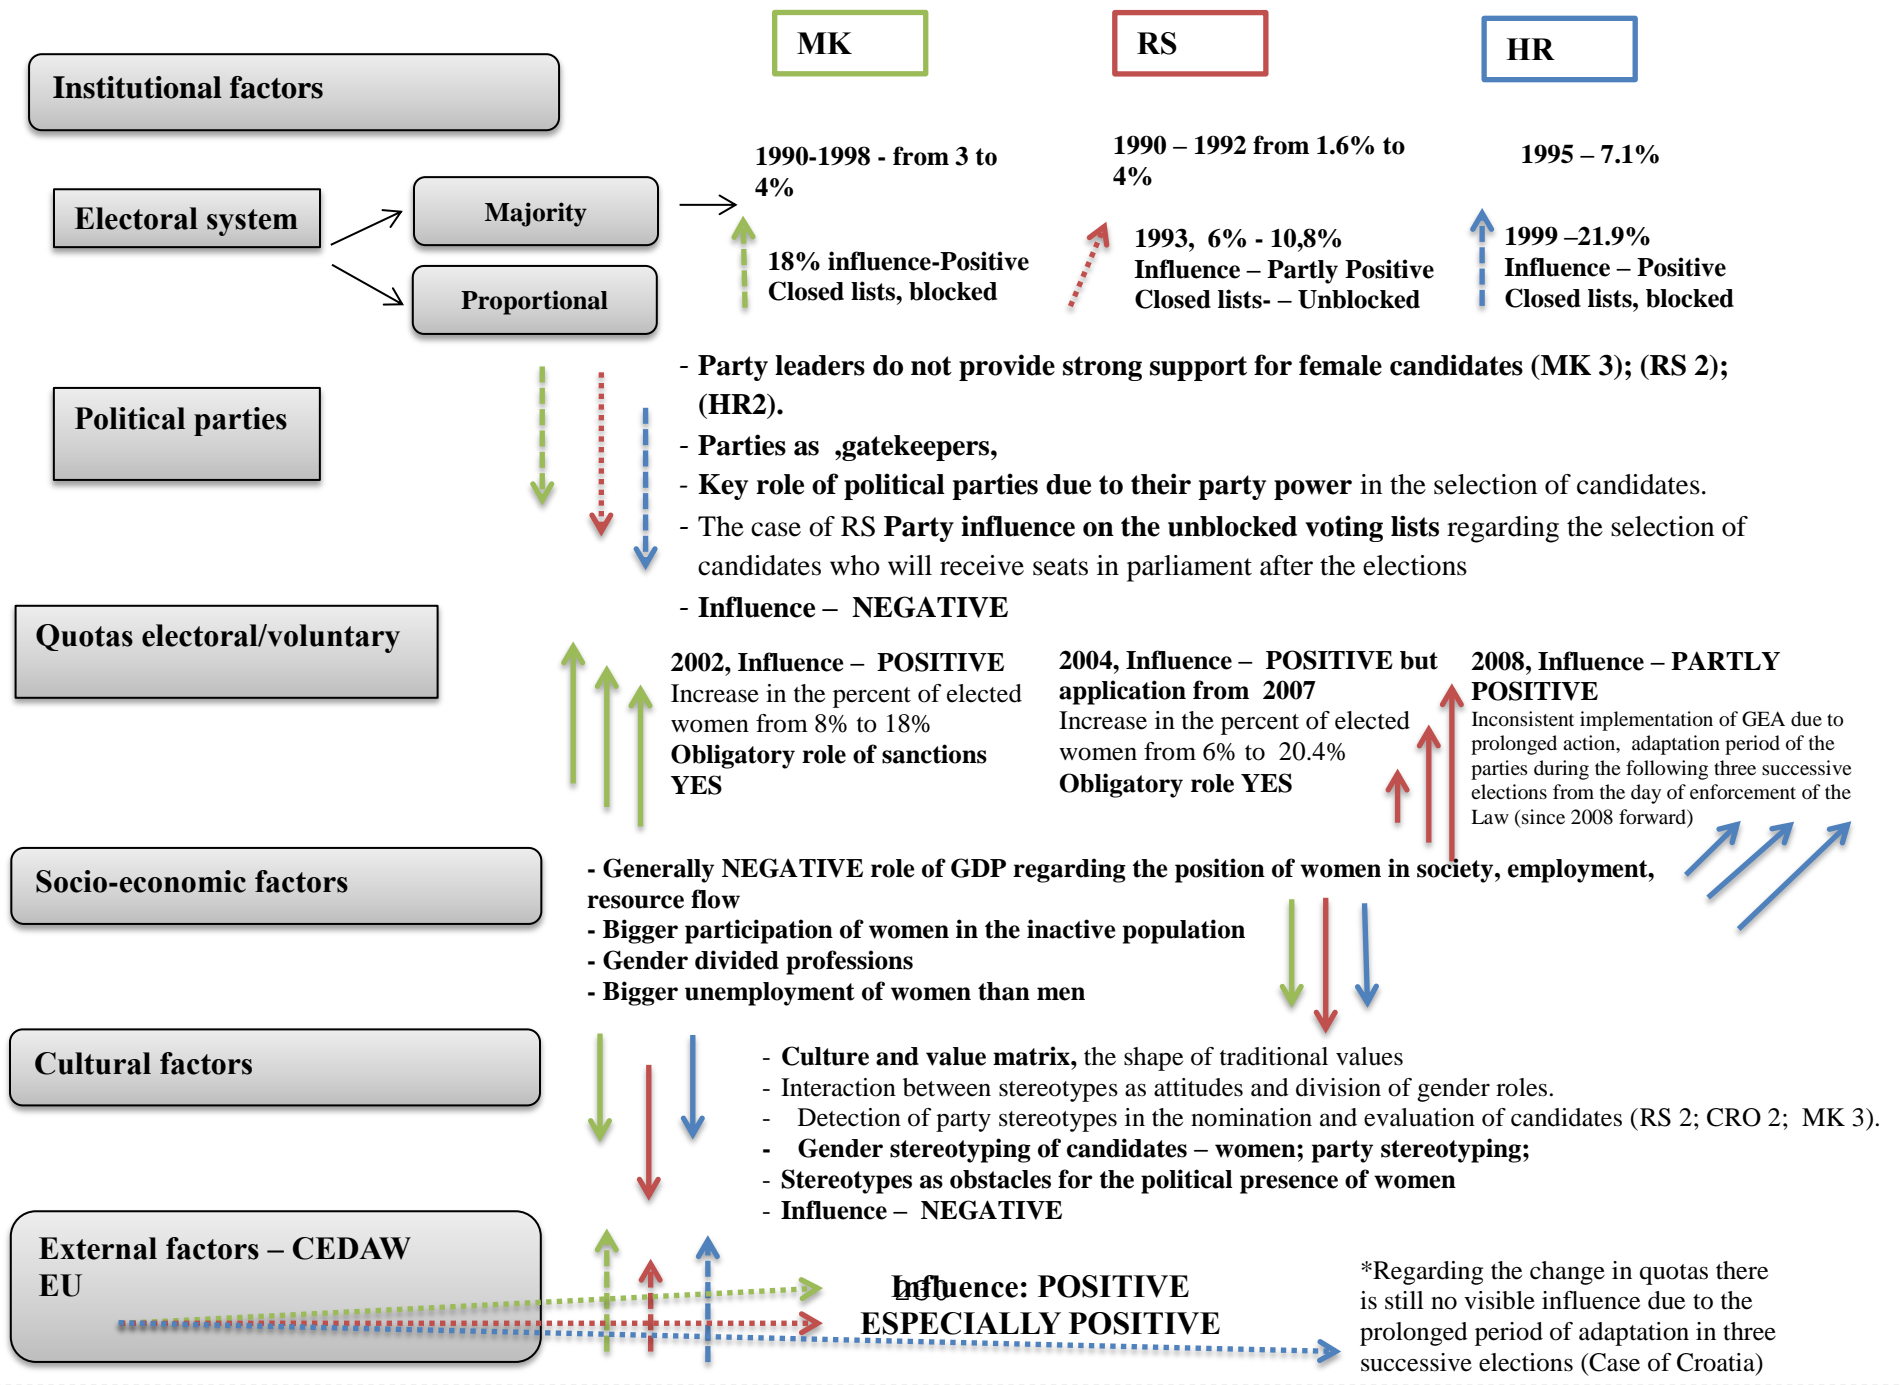 MK
RS
HR
Institutional factors
1990-1998 - from 3 to
4%
1990 – 1992 from 1.6% to
4%
1995 – 7.1%
Electoral system
Majority
Proportional
18% influence-Positive
Closed lists, blocked
1993,  6% - 10,8%
Influence – Partly Positive
Closed lists- – Unblocked
1999 –21.9%
Influence – Positive
Closed lists, blocked
Political parties
- Party leaders do not provide strong support for female candidates (MK 3); (RS 2);
(HR2).
- Parties as  ,gatekeepers,
- Key role of political parties due to their party power in the selection of candidates.
- The case of RS Party influence on the unblocked voting lists regarding the selection of
candidates who will receive seats in parliament after the elections
- Influence –  NEGATIVE
Quotas electoral/voluntary
2002, Influence –  POSITIVE
Increase in the percent of elected
women from 8% to 18%
Obligatory role of sanctions
YES
2004, Influence –  POSITIVE but
application from  2007
Increase in the percent of elected
women from 6% to  20.4%
Obligatory role YES
2008, Influence – PARTLY
POSITIVE
Inconsistent implementation of GEA due to
prolonged action,  adaptation period of the
parties during the following three successive
elections from the day of enforcement of the
Law (since 2008 forward)
Socio-economic factors
- Generally NEGATIVE role of GDP regarding the position of women in society, employment,
resource flow
- Bigger participation of women in the inactive population
- Gender divided professions
- Bigger unemployment of women than men
Cultural factors
- Culture and value matrix, the shape of traditional values
- Interaction between stereotypes as attitudes and division of gender roles.
-   Detection of party stereotypes in the nomination and evaluation of candidates (RS 2; CRO 2;  MK 3).
-   Gender stereotyping of candidates – women; party stereotyping;
- Stereotypes as obstacles for the political presence of women
- Influence –  NEGATIVE
External factors – CEDAW
EU
Influence: POSITIVE
ESPECIALLY POSITIVE
230
*Regarding the change in quotas there
is still no visible influence due to the
prolonged period of adaptation in three
successive elections (Case of Croatia)